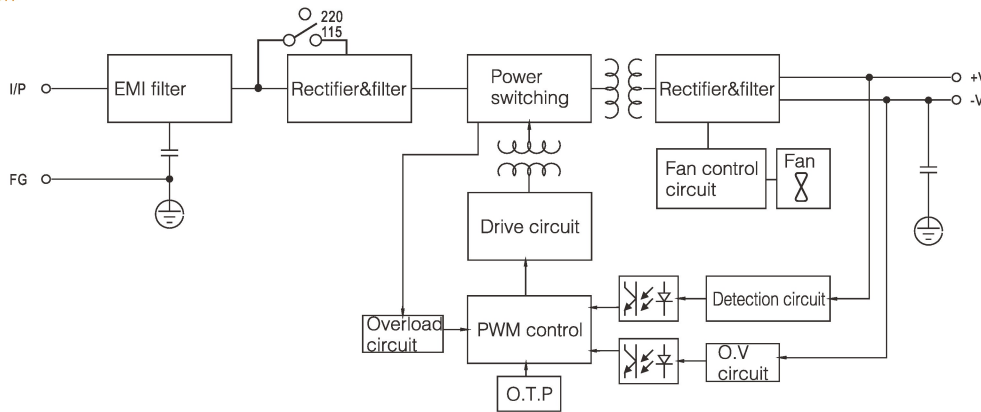 220
115
I/P
EMI filter
Rectifier&filter
Power
switching
Rectifier&filter
+V
-V
FG
Fan control
circuit
Fan
Drive circuit
Detection circuit
Overload
circuit
PWM control
O.V
circuit
O.T.P